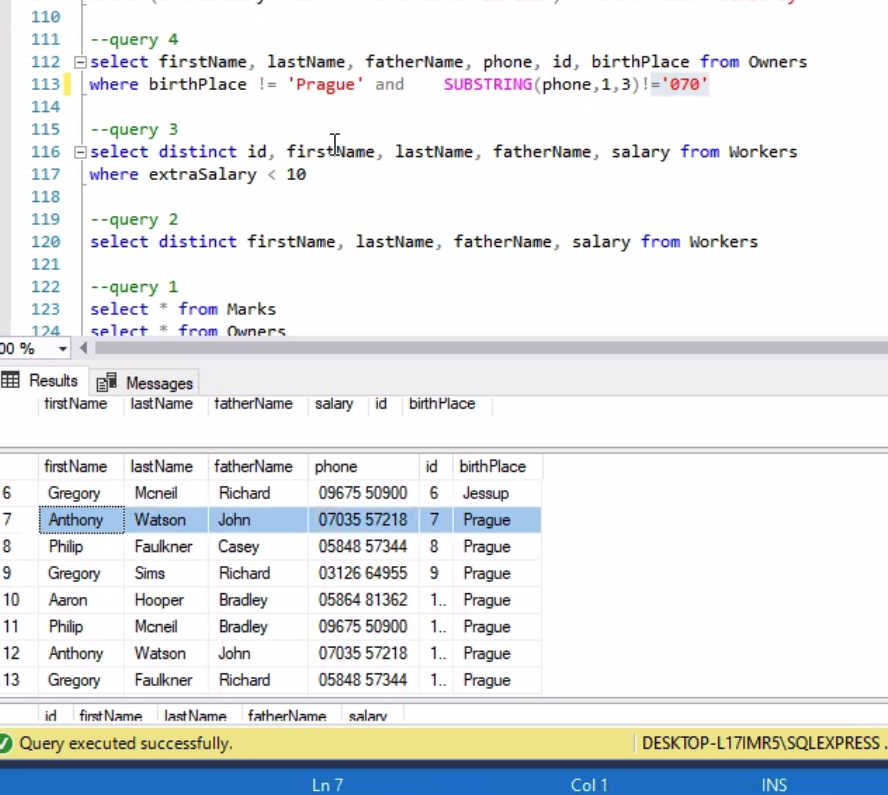 110
111 --query 4
112 select firstName, lastName, fatherName, phone, id, birthPlace from Owners
113 where birthPlace != 'Prague' and SUBSTRING(phone,1,3)!='070'
114
115 --query 3
116 select distinct id, firstName, lastName, fatherName, salary from Workers
117 where extraSalary < 10
118
119 --query 2
120 select distinct firstName, lastName, fatherName, salary from Workers
121
122 --query 1
123 select * from Marks
124 select * from Owners
00 %
Results Messages
firstName lastName fatherName salary id birthPlace
firstName lastName fatherName phone id birthPlace
6 Gregory Mcneil Richard 09675 50900 6 Jessup
7 Anthony Watson John 07035 57218 7 Prague
8 Philip Faulkner Casey 05848 57344 8 Prague
9 Gregory Sims Richard 03126 64955 9 Prague
10 Aaron Hooper Bradley 05864 81362 1.. Prague
11 Philip Mcneil Bradley 09675 50900 1.. Prague
12 Anthony Watson John 07035 57218 1.. Prague
13 Gregory Faulkner Richard 05848 57344 1.. Prague
id firstName lastName fatherName salary
Query executed successfully. DESKTOP-L17IMR5\SQLEXPRESS ..
Ln 7 Col 1 INS